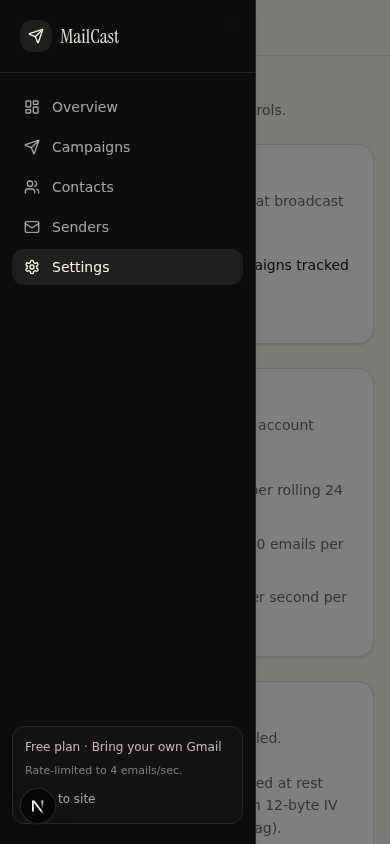 MailCast
rols.
Overview
Campaigns
Contacts
Senders
Settings
at broadcast
aigns tracked
account
per rolling 24
0 emails per
er second per
led.
ed at rest
12-byte IV
ag).
Free plan · Bring your own Gmail
Rate-limited to 4 emails/sec.
to site
N